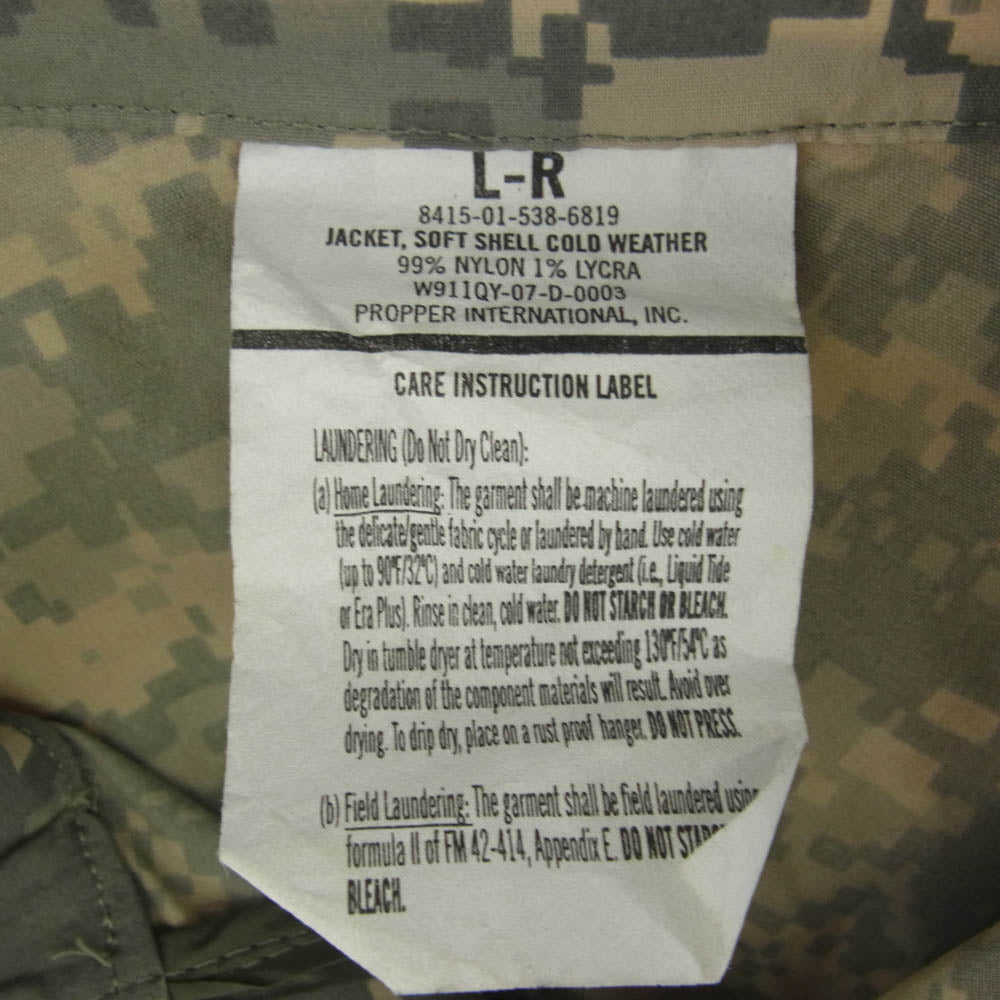 L-R
8415-01-538-6819
JACKET, SOFT SHELL COLD WEATHER
99% NYLON 1% LYCRA
W911QY-07-D-0003
PROPPER INTERNATIONAL, INC.
CARE INSTRUCTION LABEL
LAUNDERING (Do Not Dry Clean):
(a) Home Laundering: The garment shall be machine laundered using
the delicate/gentle fabric cycle or laundered by hand. Use cold water
(up to 90°F/32°C) and cold water laundry detergent (i.e., Liquid Tide
or Era Plus). Rinse in clean, cold water. DO NOT STARCH OR BLEACH.
Dry in tumble dryer at temperature not exceeding 130°F/54°C as
degradation of the component materials will result. Avoid over
drying. To drip dry, place on a rust proof hanger. DO NOT PRESS.
(b) Field Laundering: The garment shall be field laundered using
formula II of FM 42-414, Appendix E. DO NOT
BLEACH.